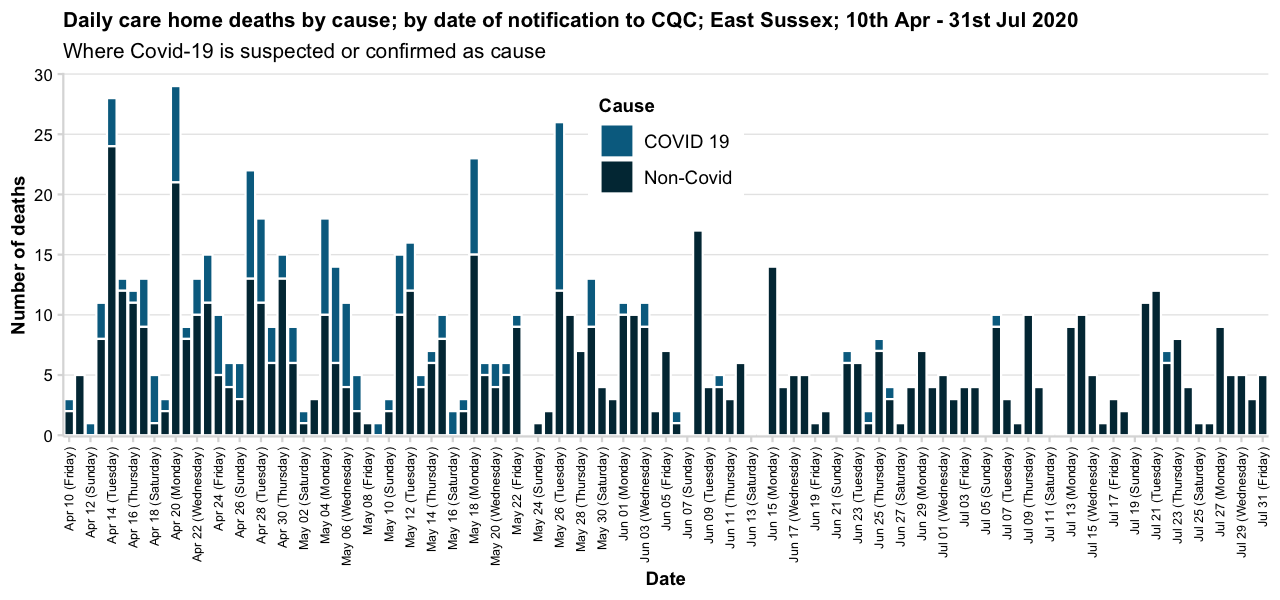 Daily care home deaths by cause; by date of notification to CQC; East Sussex; 10th Apr - 31st Jul 2020
Where Covid-19 is suspected or confirmed as cause
30
25
20
15
10
5
0
Number of deaths
Cause
COVID 19
Non-Covid
Apr 10 (Friday)
Apr 12 (Sunday)
Apr 14 (Tuesday)
Apr 16 (Thursday)
Apr 18 (Saturday)
Apr 20 (Monday)
Apr 22 (Wednesday)
Apr 24 (Friday)
Apr 26 (Sunday)
Apr 28 (Tuesday)
Apr 30 (Thursday)
May 02 (Saturday)
May 04 (Monday)
May 06 (Wednesday)
May 08 (Friday)
May 10 (Sunday)
May 12 (Tuesday)
May 14 (Thursday)
May 16 (Saturday)
May 18 (Monday)
May 20 (Wednesday)
May 22 (Friday)
May 24 (Sunday)
May 26 (Tuesday)
May 28 (Thursday)
May 30 (Saturday)
Jun 01 (Monday)
Jun 03 (Wednesday)
Jun 05 (Friday)
Jun 07 (Sunday)
Jun 09 (Tuesday)
Jun 11 (Thursday)
Jun 13 (Saturday)
Jun 15 (Monday)
Jun 17 (Wednesday)
Jun 19 (Friday)
Jun 21 (Sunday)
Jun 23 (Tuesday)
Jun 25 (Thursday)
Jun 27 (Saturday)
Jun 29 (Monday)
Jul 01 (Wednesday)
Jul 03 (Friday)
Jul 05 (Sunday)
Jul 07 (Tuesday)
Jul 09 (Thursday)
Jul 11 (Saturday)
Jul 13 (Monday)
Jul 15 (Wednesday)
Jul 17 (Friday)
Jul 19 (Sunday)
Jul 21 (Tuesday)
Jul 23 (Thursday)
Jul 25 (Saturday)
Jul 27 (Monday)
Jul 29 (Wednesday)
Jul 31 (Friday)
Date